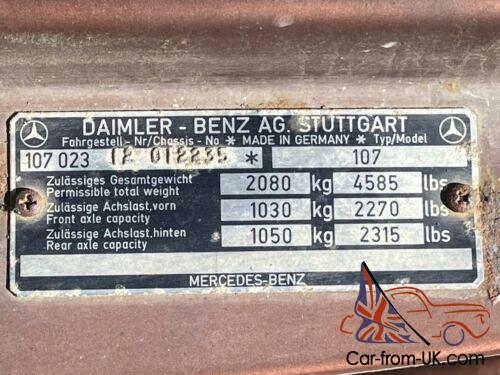 DAIMLER - BENZ AG. STUTTGART
Fahrgestell - Nr/Chassis - No * MADE IN GERMANY * Typ/Model
107 023 12 012235 * 107
Zulässiges Gesamtgewicht
Permissible total weight 2080 kg 4585 lbs
Zulässige Achslast, vorn
Front axle capacity 1030 kg 2270 lbs
Zulässige Achslast, hinten
Rear axle capacity 1050 kg 2315 lbs
MERCEDES-BENZ
Car-from-UK.com